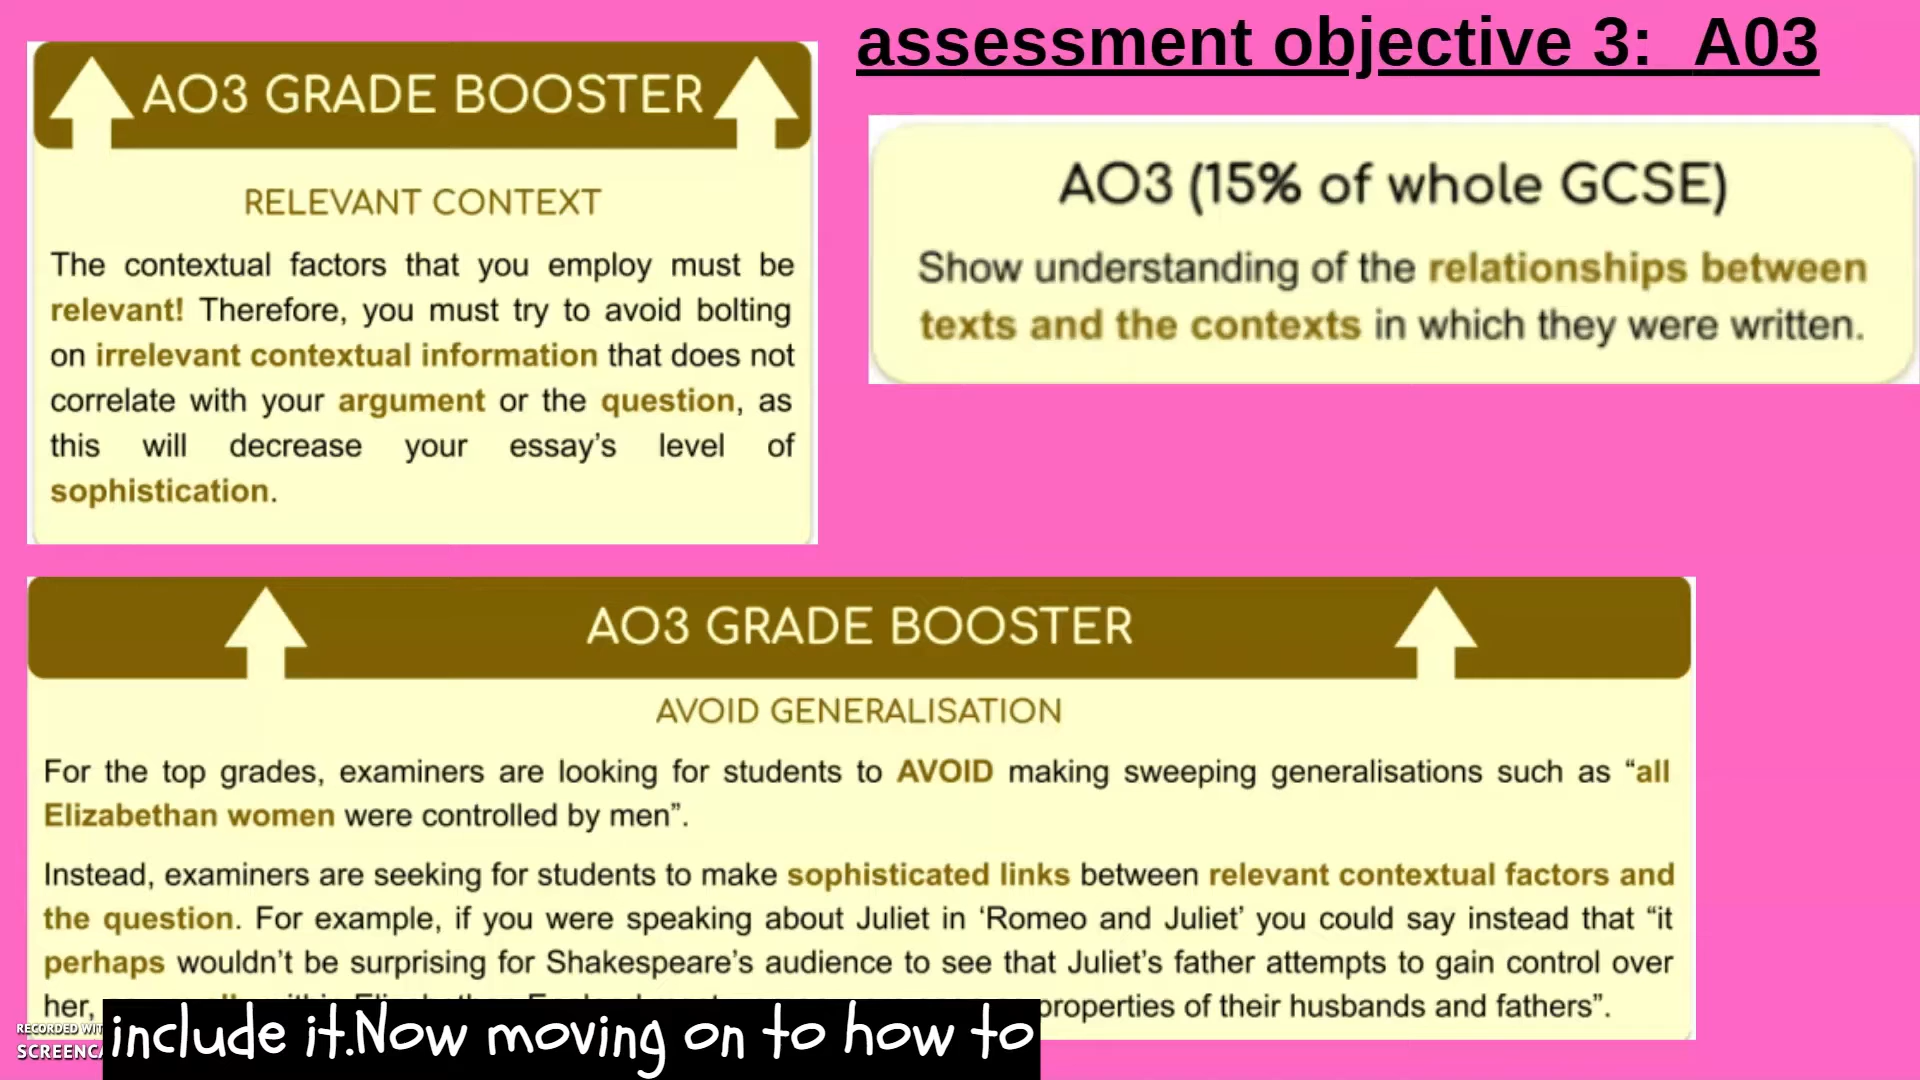 assessment objective 3: A03
AO3 GRADE BOOSTER
RELEVANT CONTEXT
The contextual factors that you employ must be
relevant! Therefore, you must try to avoid bolting
on irrelevant contextual information that does not
correlate with your argument or the question, as
this will decrease your essay's level of
sophistication.
AO3 (15% of whole GCSE)
Show understanding of the relationships between
texts and the contexts in which they were written.
AO3 GRADE BOOSTER
AVOID GENERALISATION
For the top grades, examiners are looking for students to AVOID making sweeping generalisations such as “all
Elizabethan women were controlled by men”.
Instead, examiners are seeking for students to make sophisticated links between relevant contextual factors and
the question. For example, if you were speaking about Juliet in ‘Romeo and Juliet’ you could say instead that “it
perhaps wouldn’t be surprising for Shakespeare’s audience to see that Juliet’s father attempts to gain control over
her, properties of their husbands and fathers”.
RECORDED WIT
SCREENC
include it.Now moving on to how to